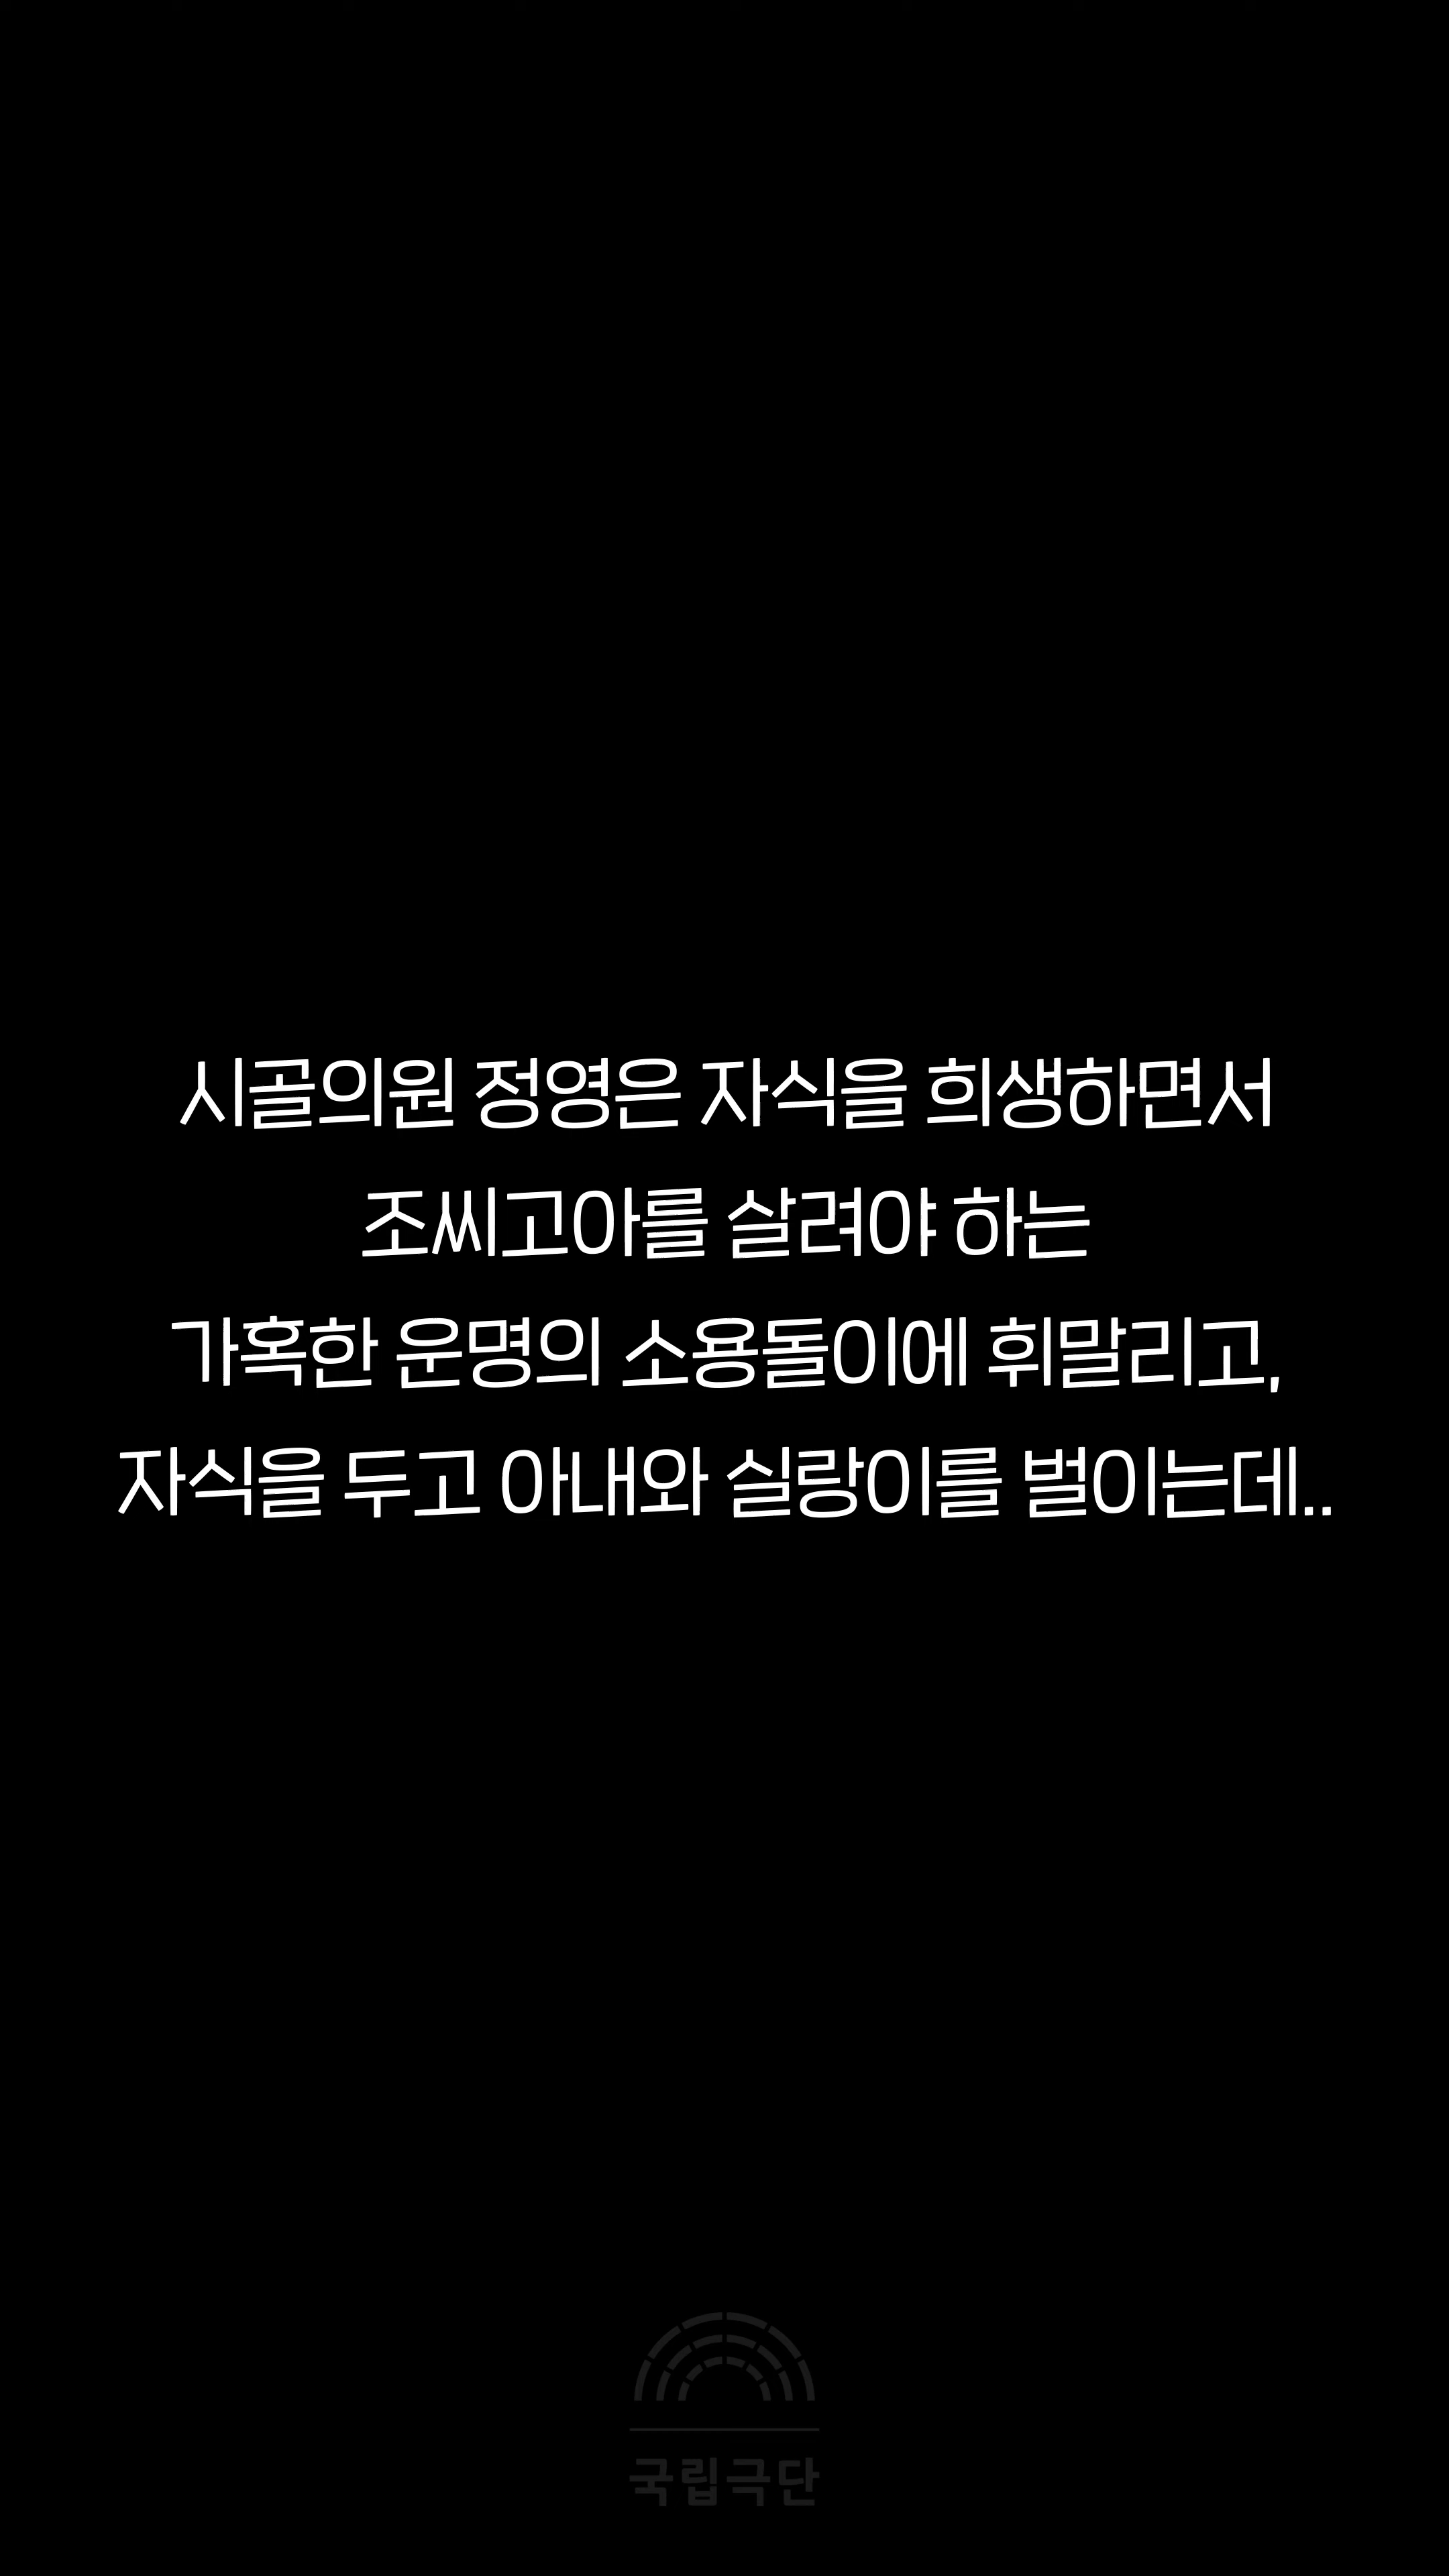 시골의원 정영은 자식을 희생하면서
조씨고아를 살려야 하는
가혹한 운명의 소용돌이에 휘말리고,
자식을 두고 아내와 실랑이를 벌이는데..
국립극단